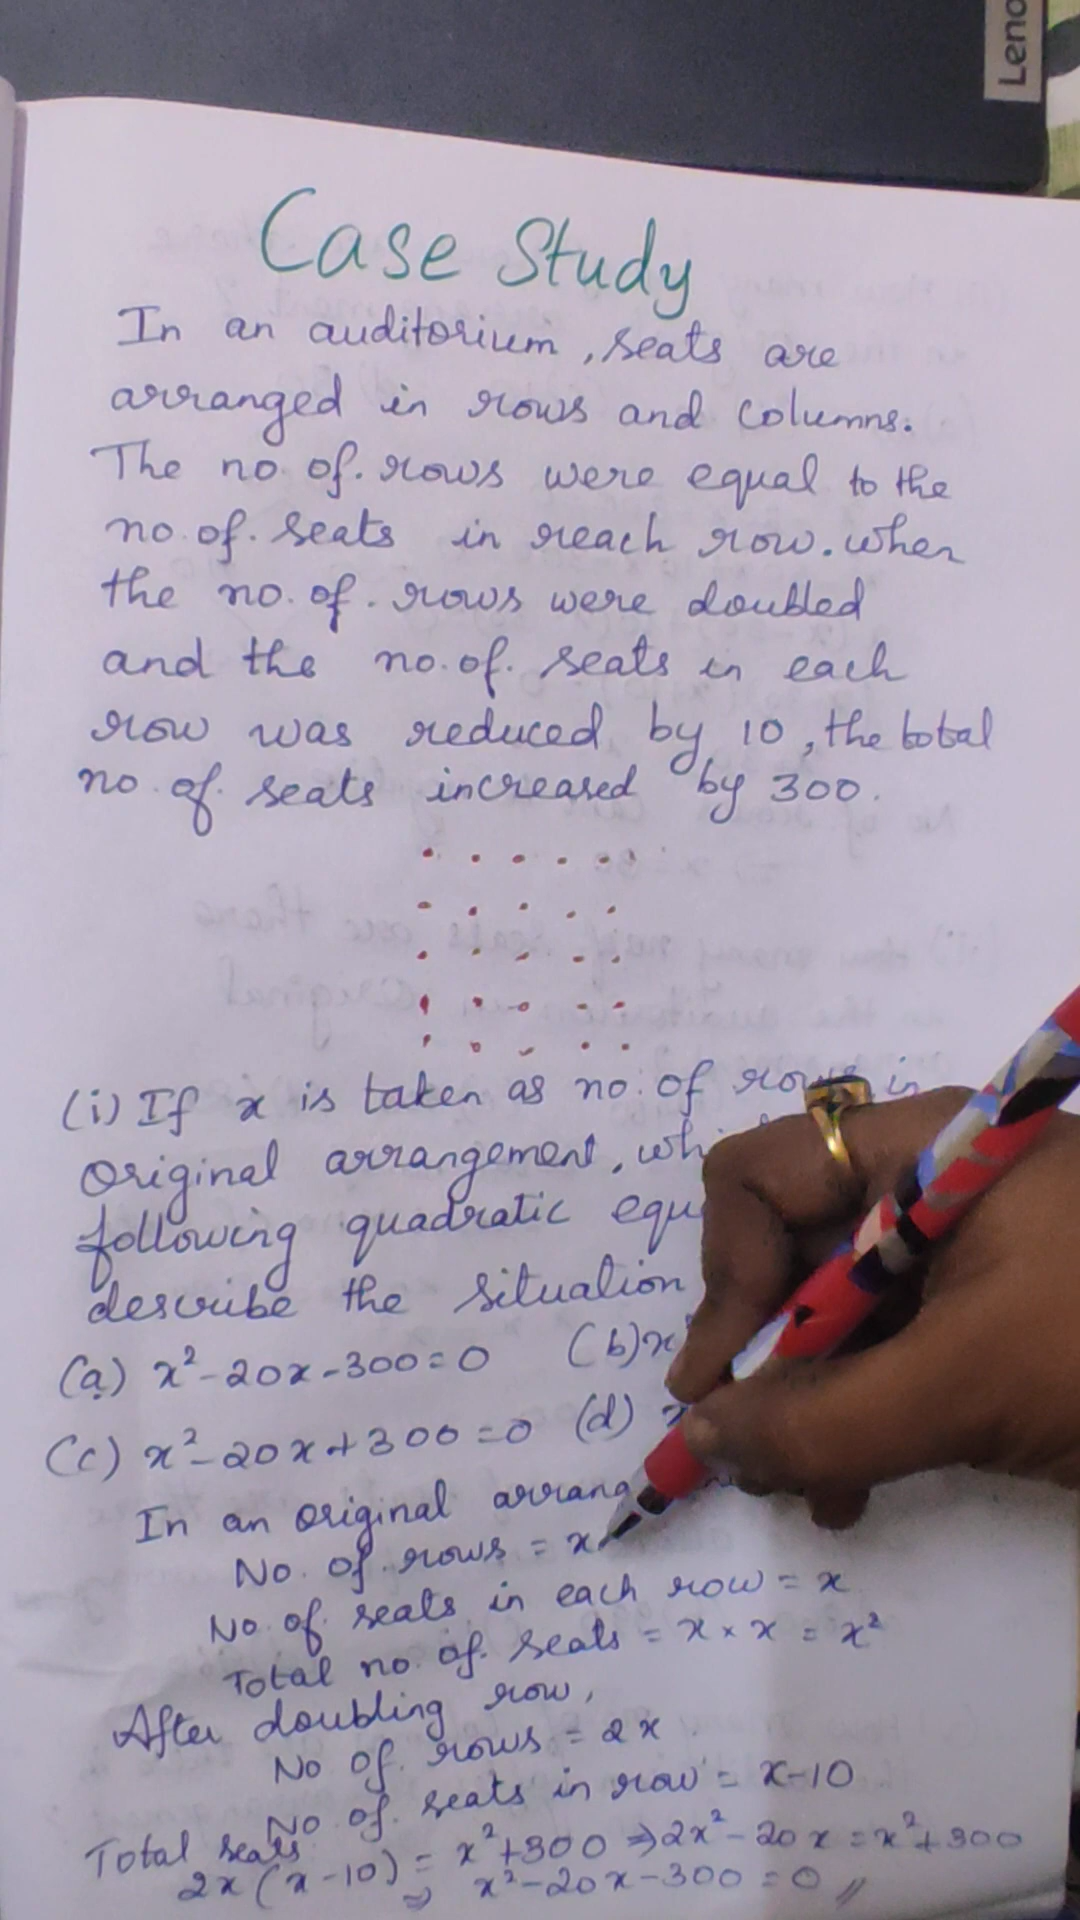 Leno
Case Study
In an auditorium, seats are
arranged in rows and columns.
The no. of. rows were equal to the
no. of. seats in reach row. when
the no. of. rows were doubled
and the no. of. seats in each
row was reduced by 10, the total
no. of. seats increased by 300.
(i) If x is taken as no. of rows in
original arrangement,
following quadratic
describe the situation
(a) x²-20x-300=0 (b) x²
(c) x²-20x+300=0 (d)
In an original
No. of. rows = x
No. of. seats in each row = x
Total no. of. seats = x × x = x²
After doubling row,
No of. rows = 2x
No of. seats in row = x-10
Total seats
2x(x-10) = x²+300 ⇒ 2x²-20x = x²+300
⇒ x²-20x-300=0 //